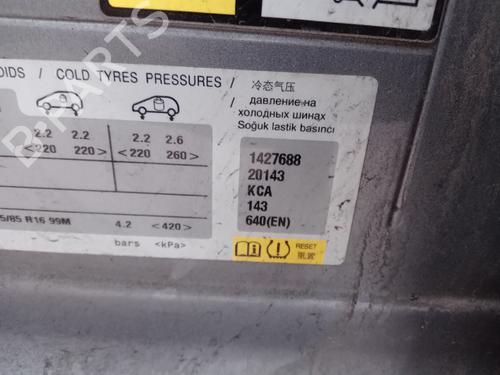 B-PARTS
OIDS / COLD TYRES PRESSURES / 冷态气压
/ давление на
холодных шинах
Soğuk lastik basıncı
2.2 2.2 2.2 2.6
<220 220> <220 260>
1427688
20143
KCA
143
640(EN)
5/85 R16 99M 4.2 <420>
bars <kPa>
RESET